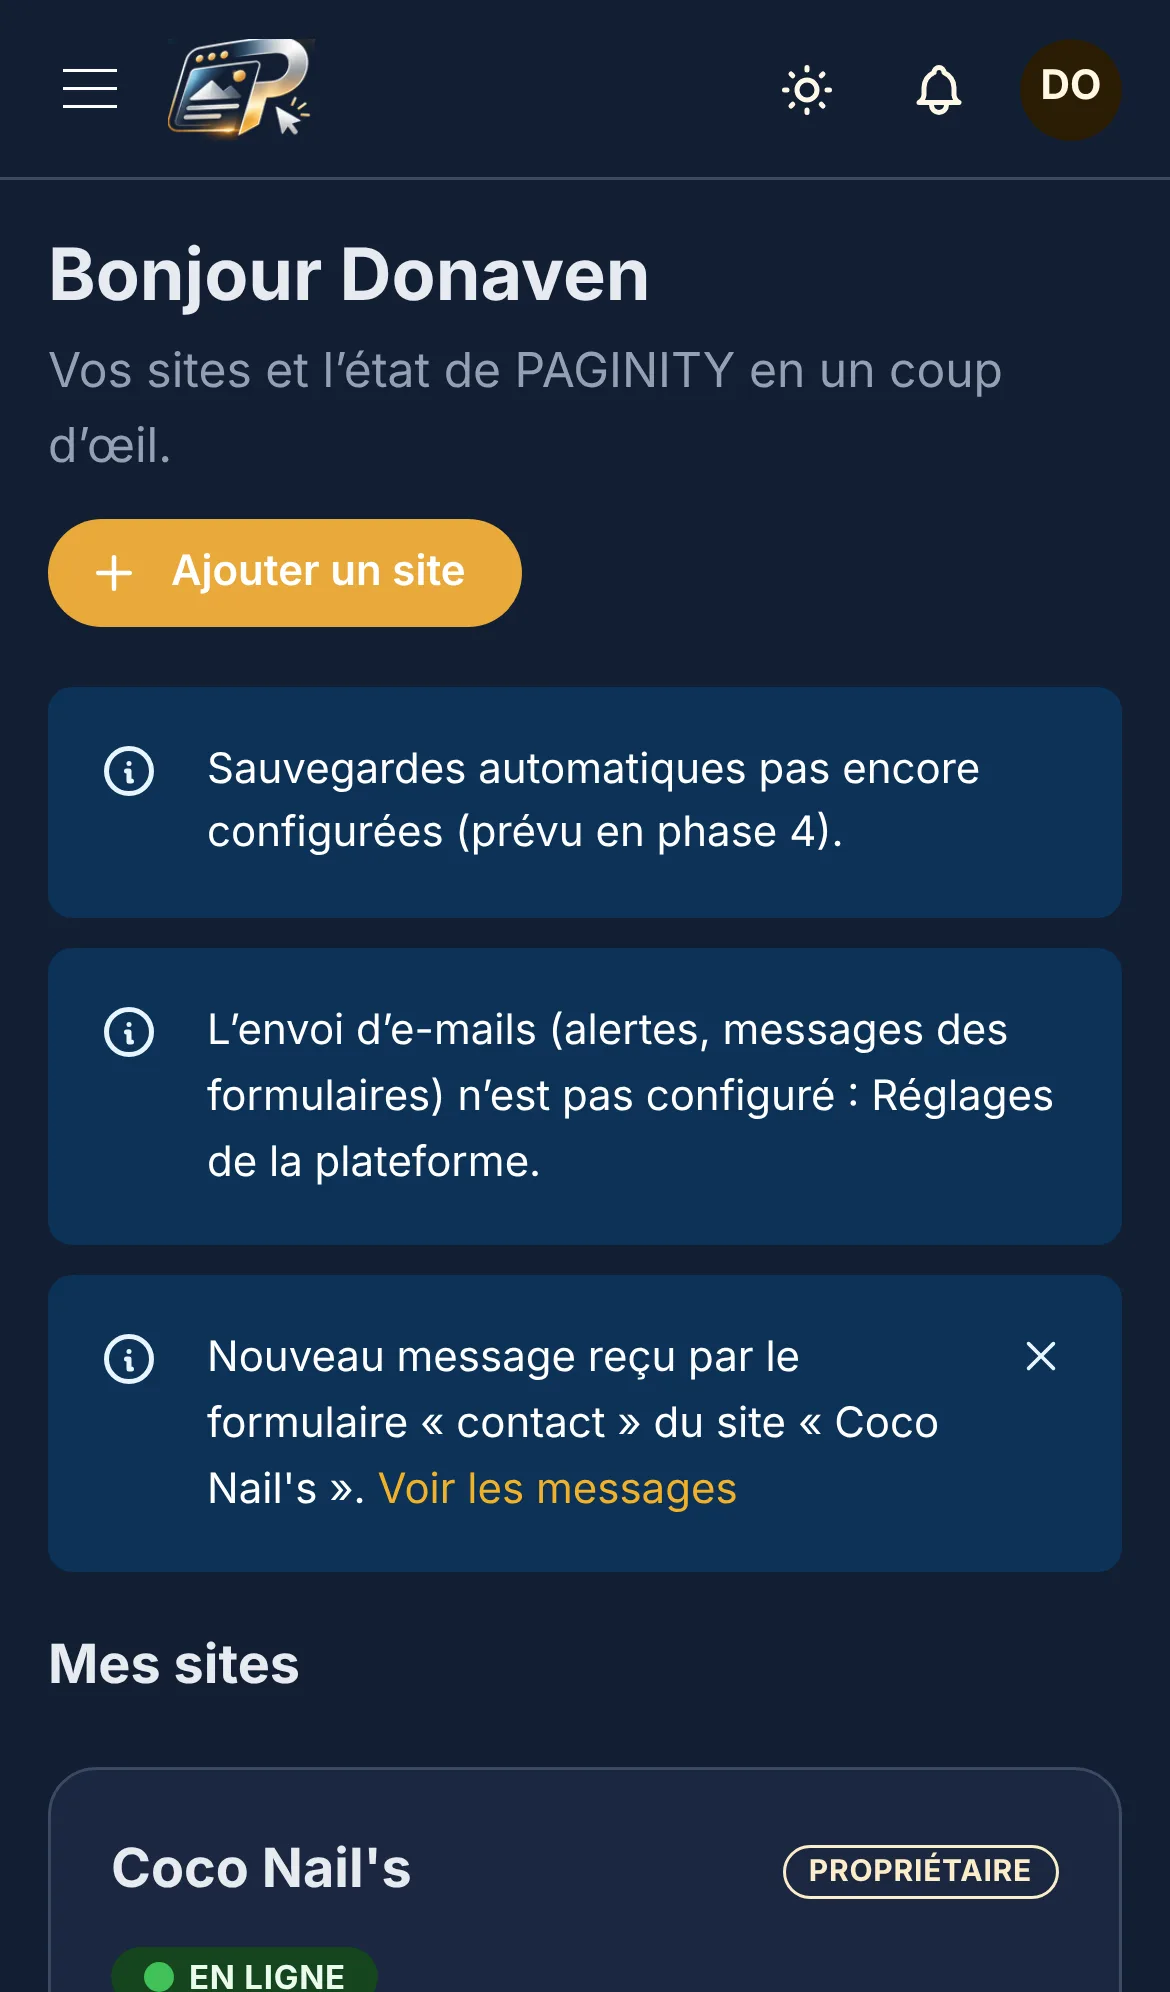 DO
Bonjour Donaven
Vos sites et l’état de PAGINITY en un coup
d’œil.
Ajouter un site
Sauvegardes automatiques pas encore
configurées (prévu en phase 4).
L’envoi d’e-mails (alertes, messages des
formulaires) n’est pas configuré : Réglages
de la plateforme.
Nouveau message reçu par le
formulaire « contact » du site « Coco
Nail's ». Voir les messages
Mes sites
Coco Nail's
PROPRIÉTAIRE
EN LIGNE